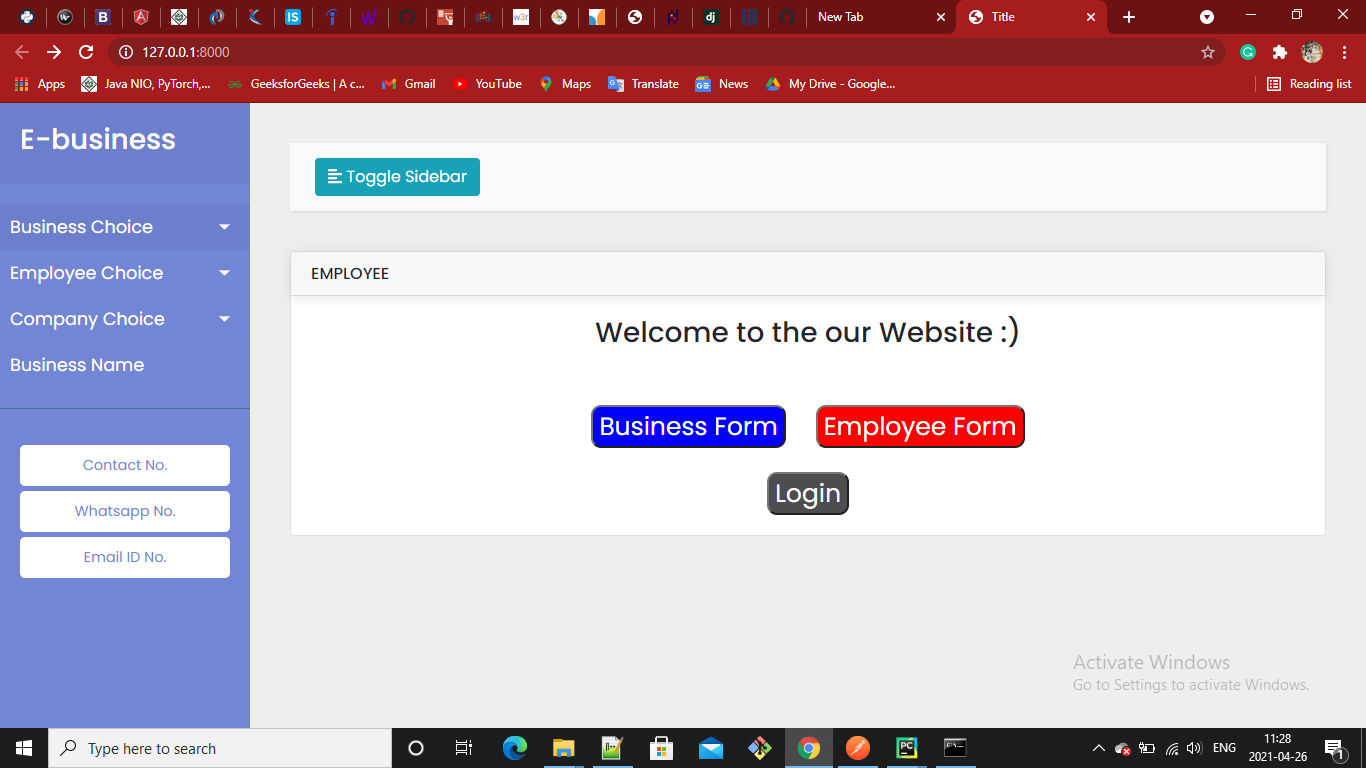 New Tab
Title
127.0.0.1:8000
Apps
Java NIO, PyTorch,...
GeeksforGeeks | A c...
Gmail
YouTube
Maps
Translate
News
My Drive - Google...
Reading list
E-business
Toggle Sidebar
Business Choice
Employee Choice
Company Choice
Business Name
EMPLOYEE
Welcome to the our Website :)
Business Form
Employee Form
Login
Contact No.
Whatsapp No.
Email ID No.
Activate Windows
Go to Settings to activate Windows.
Type here to search
ENG
11:28
2021-04-26